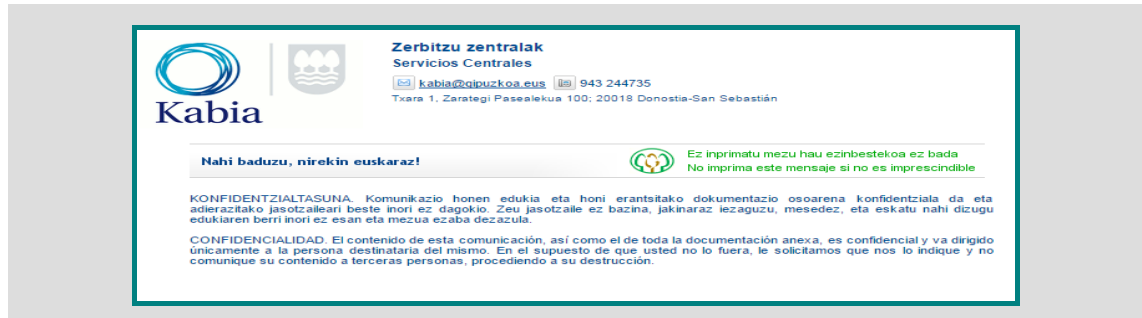 Kabia
Zerbitzu zentralak
Servicios Centrales
kabia@gipuzkoa.eus 943 244735
Txara 1, Zarategi Pasealekua 100; 20018 Donostia-San Sebastián
Nahi baduzu, nirekin euskaraz!
Ez inprimatu mezu hau ezinbestekoa ez bada
No imprima este mensaje si no es imprescindible
KONFIDENTZIALTASUNA. Komunikazio honen edukia eta honi erantsitako dokumentazio osoarena konfidentziala da eta
adierazitako jasotzaileari beste inori ez dagokio. Zeu jasotzaile ez bazina, jakinaraz iezaguzu, mesedez, eta eskatu nahi dizugu
edukiaren berri inori ez esan eta mezua ezaba dezazula.
CONFIDENCIALIDAD. El contenido de esta comunicación, así como el de toda la documentación anexa, es confidencial y va dirigido
únicamente a la persona destinataria del mismo. En el supuesto de que usted no lo fuera, le solicitamos que nos lo indique y no
comunique su contenido a terceras personas, procediendo a su destrucción.